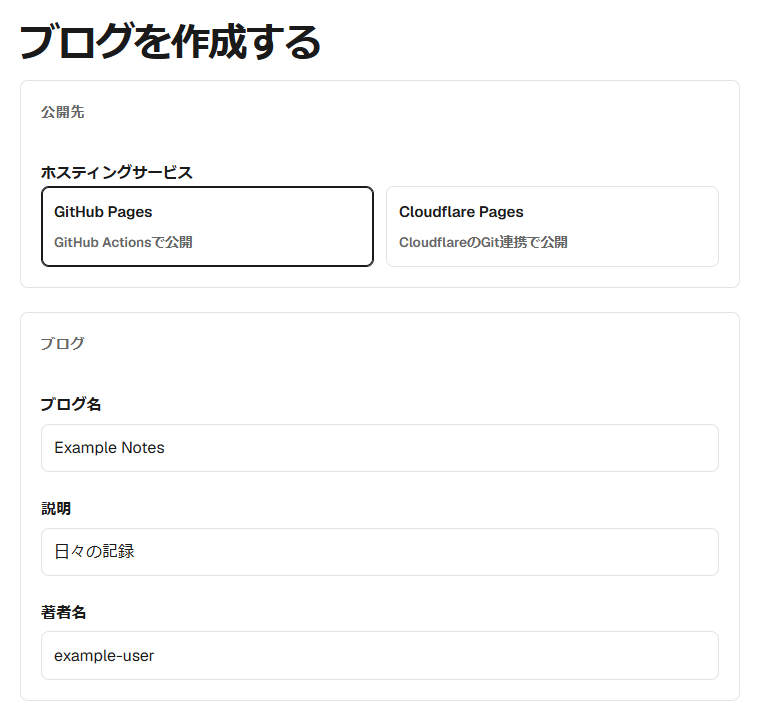 ブログを作成する
公開先
ホスティングサービス
GitHub Pages
GitHub Actionsで公開
Cloudflare Pages
CloudflareのGit連携で公開
ブログ
ブログ名
Example Notes
説明
日々の記録
著者名
example-user